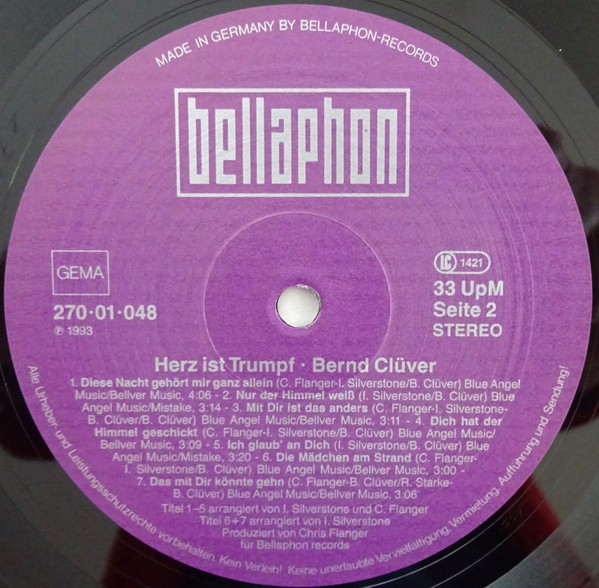 MADE IN GERMANY BY BELLAPHON-RECORDS
bellaphon
GEMA
LC 1421
270·01·048
℗ 1993
33 UpM
Seite 2
STEREO
Herz ist Trumpf · Bernd Clüver
1. Diese Nacht gehört mir ganz allein (C. Flanger-I. Silverstone/B. Clüver) Blue Angel
Music/Bellver Music, 4:06 - 2. Nur der Himmel weiß (I. Silverstone/B. Clüver) Blue
Angel Music/Mistake, 3:14 - 3. Mit Dir ist das anders (C. Flanger-I. Silverstone-
B. Clüver/B. Clüver) Blue Angel Music/Bellver Music, 3:11 - 4. Dich hat der
Himmel geschickt (C. Flanger-I. Silverstone/B. Clüver) Blue Angel Music/
Bellver Music, 3:09 - 5. Ich glaub' an Dich (I. Silverstone/B. Clüver) Blue
Angel Music/Mistake, 3:20 - 6. Die Mädchen am Strand (C. Flanger-
I. Silverstone/B. Clüver) Blue Angel Music/Bellver Music, 3:00 -
7. Das mit Dir könnte gehn (C. Flanger-B. Clüver/R. Starke-
B. Clüver) Blue Angel Music/Bellver Music, 3:06
Titel 1–5 arrangiert von I. Silverstone und C. Flanger
Titel 6+7 arrangiert von I. Silverstone
Produziert von Chris Flanger
für Bellaphon records
Alle Urheber- und Leistungsschutzrechte vorbehalten. Kein Verleih! Keine unerlaubte Vervielfältigung, Vermietung, Aufführung und Sendung!